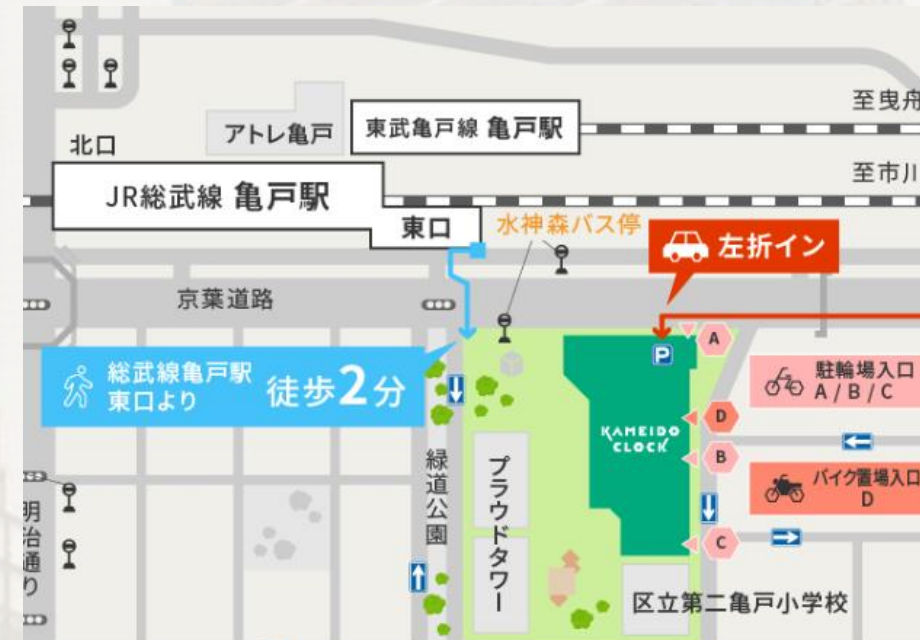 至曳舟
アトレ亀戸
東武亀戸線 亀戸駅
北口
至市川
JR総武線 亀戸駅
東口
水神森バス停
左折イン
京葉道路
P
A
総武線亀戸駅
東口より
徒歩2分
駐輪場入口
A / B / C
D
KAMEIDO
CLOCK
B
バイク置場入口
D
緑道公園
プラウドタワー
明治通り
C
区立第二亀戸小学校